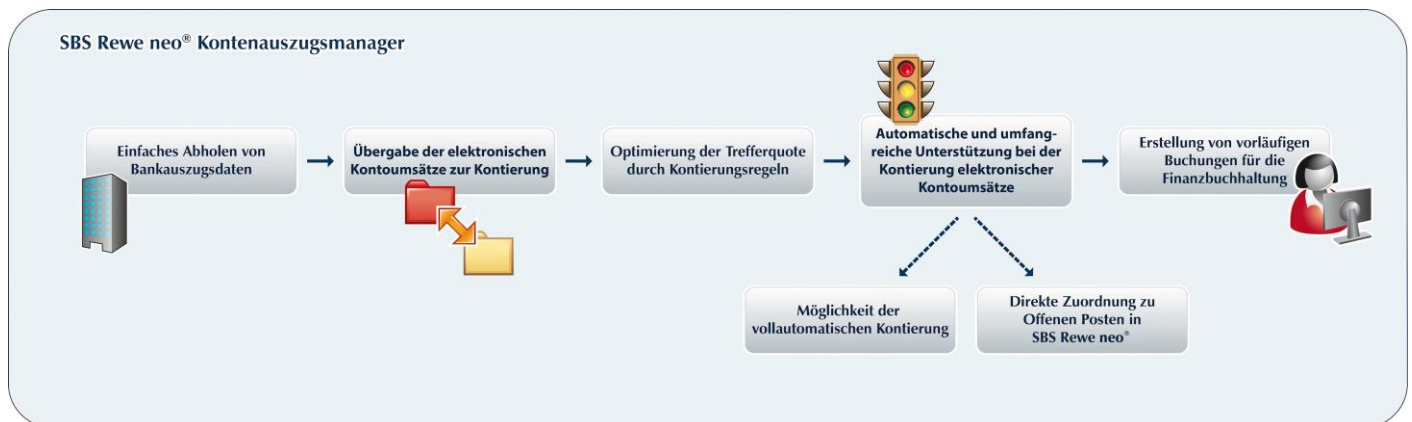 SBS Rewe neo® Kontenauszugsmanager
Einfaches Abholen von
Bankauszugsdaten
Übergabe der elektronischen
Kontoumsätze zur Kontierung
Optimierung der Trefferquote
durch Kontierungsregeln
Automatische und umfang-
reiche Unterstützung bei der
Kontierung elektronischer
Kontoumsätze
Erstellung von vorläufigen
Buchungen für die
Finanzbuchhaltung
Möglichkeit der
vollautomatischen Kontierung
Direkte Zuordnung zu
Offenen Posten in
SBS Rewe neo®